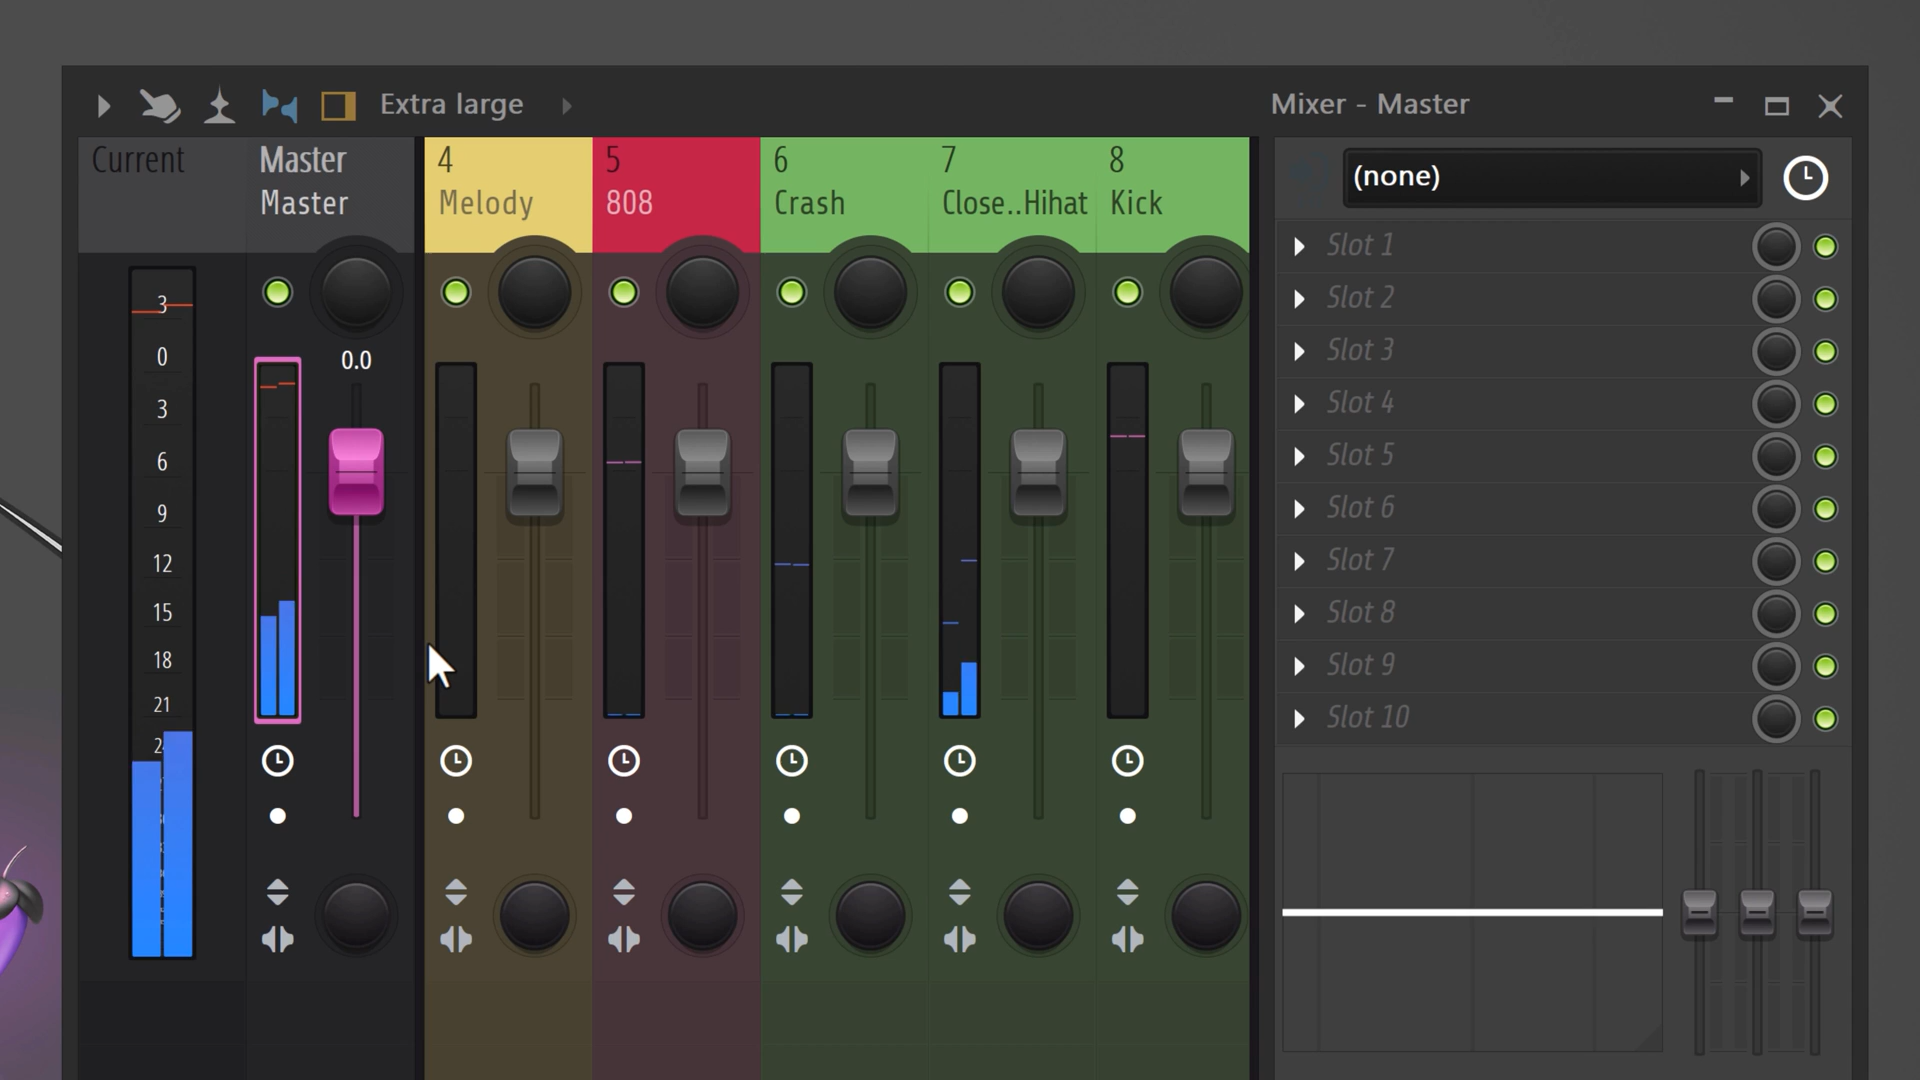 Extra large
Mixer - Master
Current
Master
Master
4
Melody
5
808
6
Crash
7
Close..Hihat
8
Kick
(none)
3
0
3
6
9
12
15
18
21
0.0
Slot 1
Slot 2
Slot 3
Slot 4
Slot 5
Slot 6
Slot 7
Slot 8
Slot 9
Slot 10